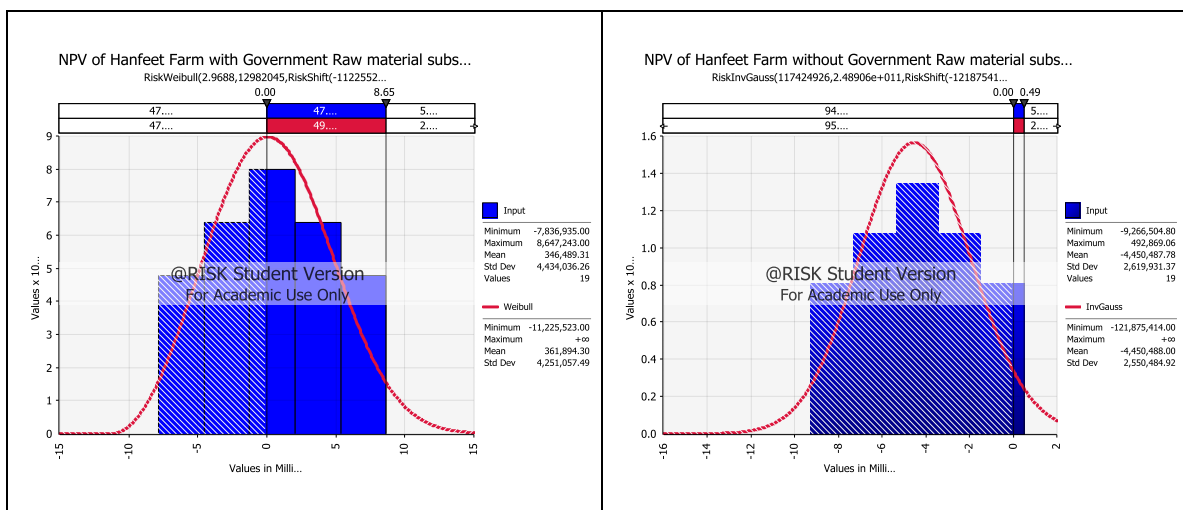 NPV of Hanfeet Farm with Government Raw material subs...
RiskWeibull(2.9688,12982045,RiskShift(-1122552...
0.00 8.65
47.... 47.... 5....
47.... 49.... 2....
9
8
7
6
5
4
3
2
1
0
Values x 10...
-15 -10 -5 0 5 10 15
Values in Milli...
@RISK Student Version
For Academic Use Only
Input
Minimum -7,836,935.00
Maximum 8,647,243.00
Mean 346,489.31
Std Dev 4,434,036.26
Values 19
Weibull
Minimum -11,225,523.00
Maximum +∞
Mean 361,894.30
Std Dev 4,251,057.49
NPV of Hanfeet Farm without Government Raw material subs...
RiskInvGauss(117424926,2.48906e+011,RiskShift(-12187541...
0.00 0.49
94.... 5....
95.... 2....
1.6
1.4
1.2
1.0
0.8
0.6
0.4
0.2
0.0
Values x 10...
-16 -14 -12 -10 -8 -6 -4 -2 0 2
Values in Milli...
@RISK Student Version
For Academic Use Only
Input
Minimum -9,266,504.80
Maximum 492,869.06
Mean -4,450,487.78
Std Dev 2,619,931.37
Values 19
InvGauss
Minimum -121,875,414.00
Maximum +∞
Mean -4,450,488.00
Std Dev 2,550,484.92